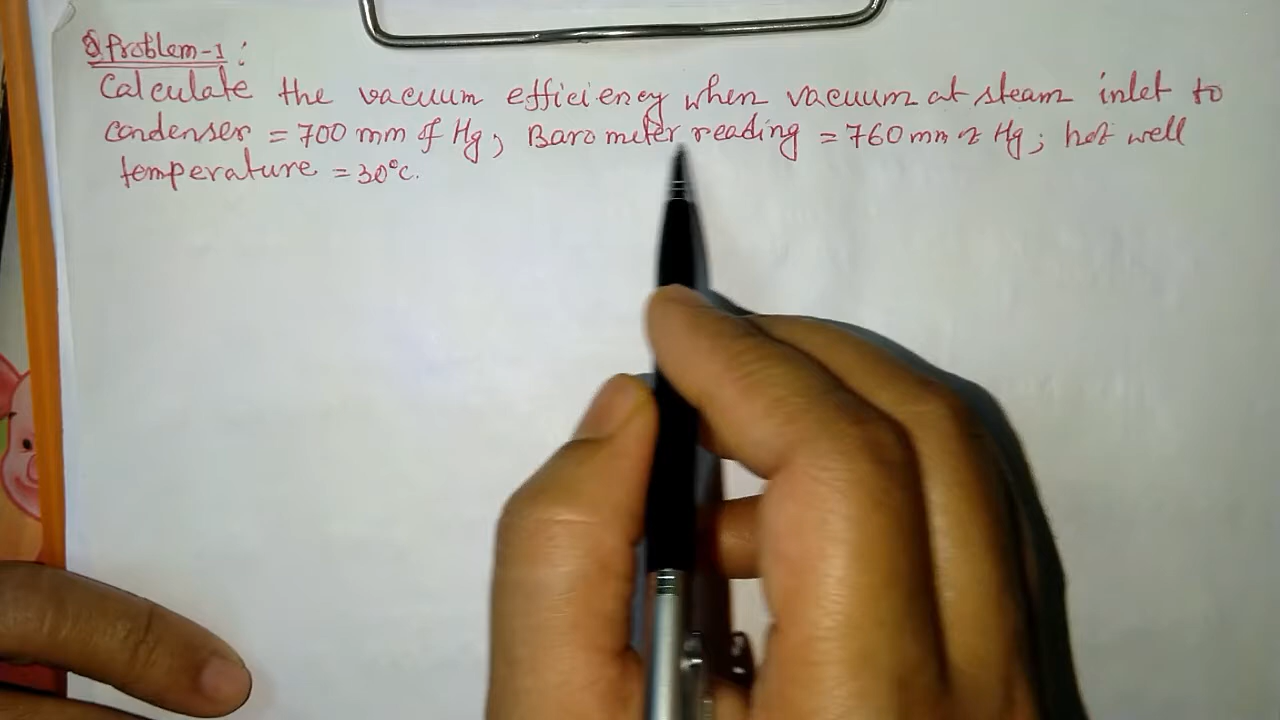 Problem-1:
Calculate the vacuum efficiency when vacuum at steam inlet to
condenser = 700 mm of Hg, Barometer reading = 760 mm of Hg; hot well
temperature = 30°c.